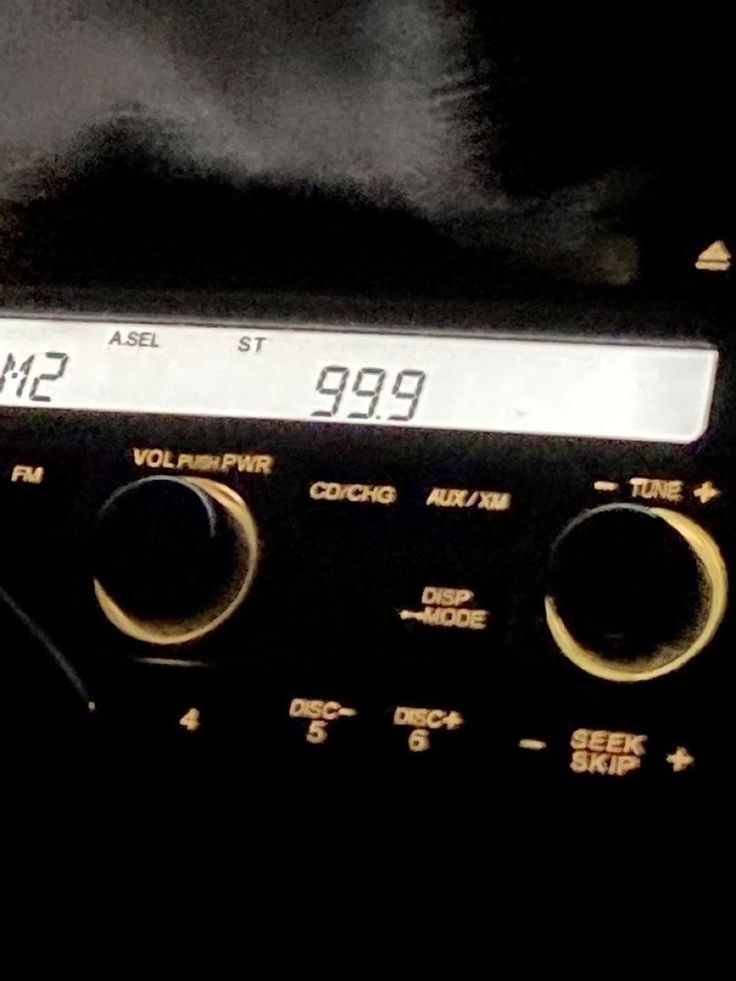 A.SEL ST
M2 99.9
FM VOL PUSH PWR
CD/CHG AUX/XM - TUNE +
DISP
MODE
4 DISC- DISC+
5 6 - SEEK +
SKIP